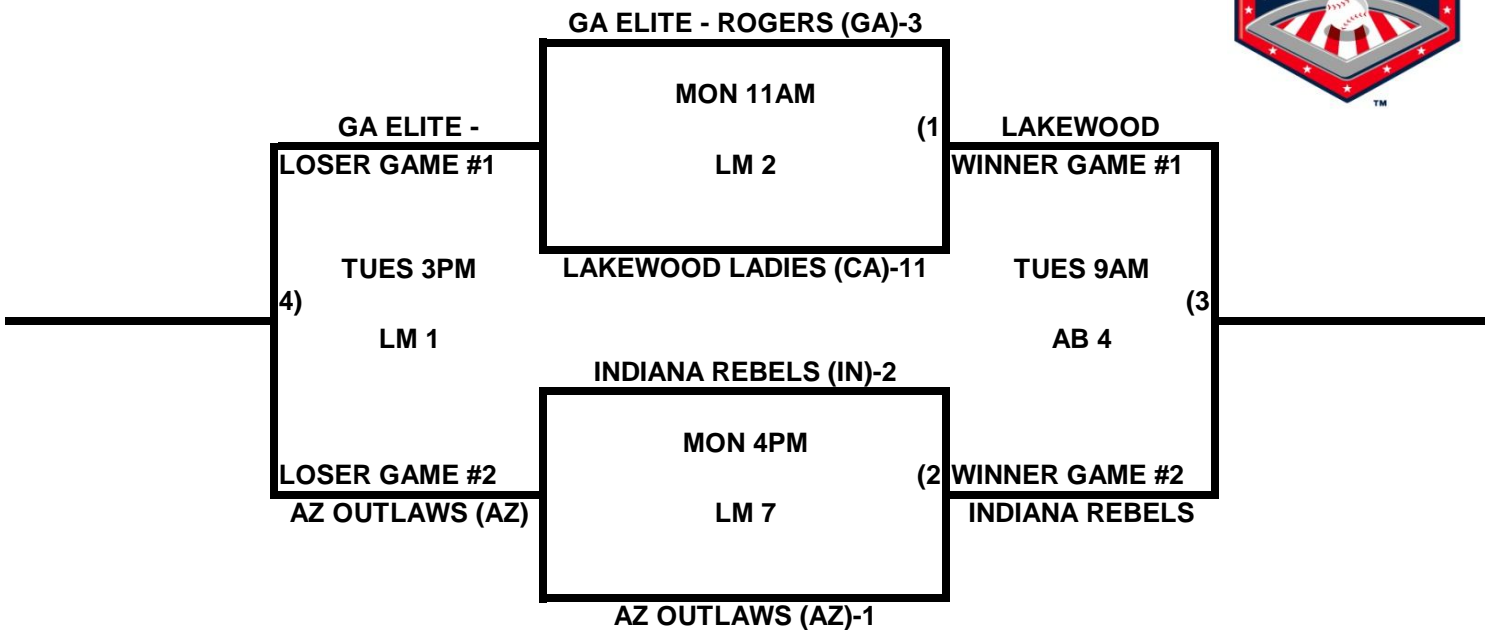 GA ELITE - ROGERS (GA)-3
MON 11AM
GA ELITE -
(1
LAKEWOOD
LOSER GAME #1
LM 2
WINNER GAME #1
TUES 3PM
LAKEWOOD LADIES (CA)-11
TUES 9AM
4)
(3
LM 1
AB 4
INDIANA REBELS (IN)-2
MON 4PM
LOSER GAME #2
(2
WINNER GAME #2
AZ OUTLAWS (AZ)
LM 7
INDIANA REBELS
AZ OUTLAWS (AZ)-1
TM